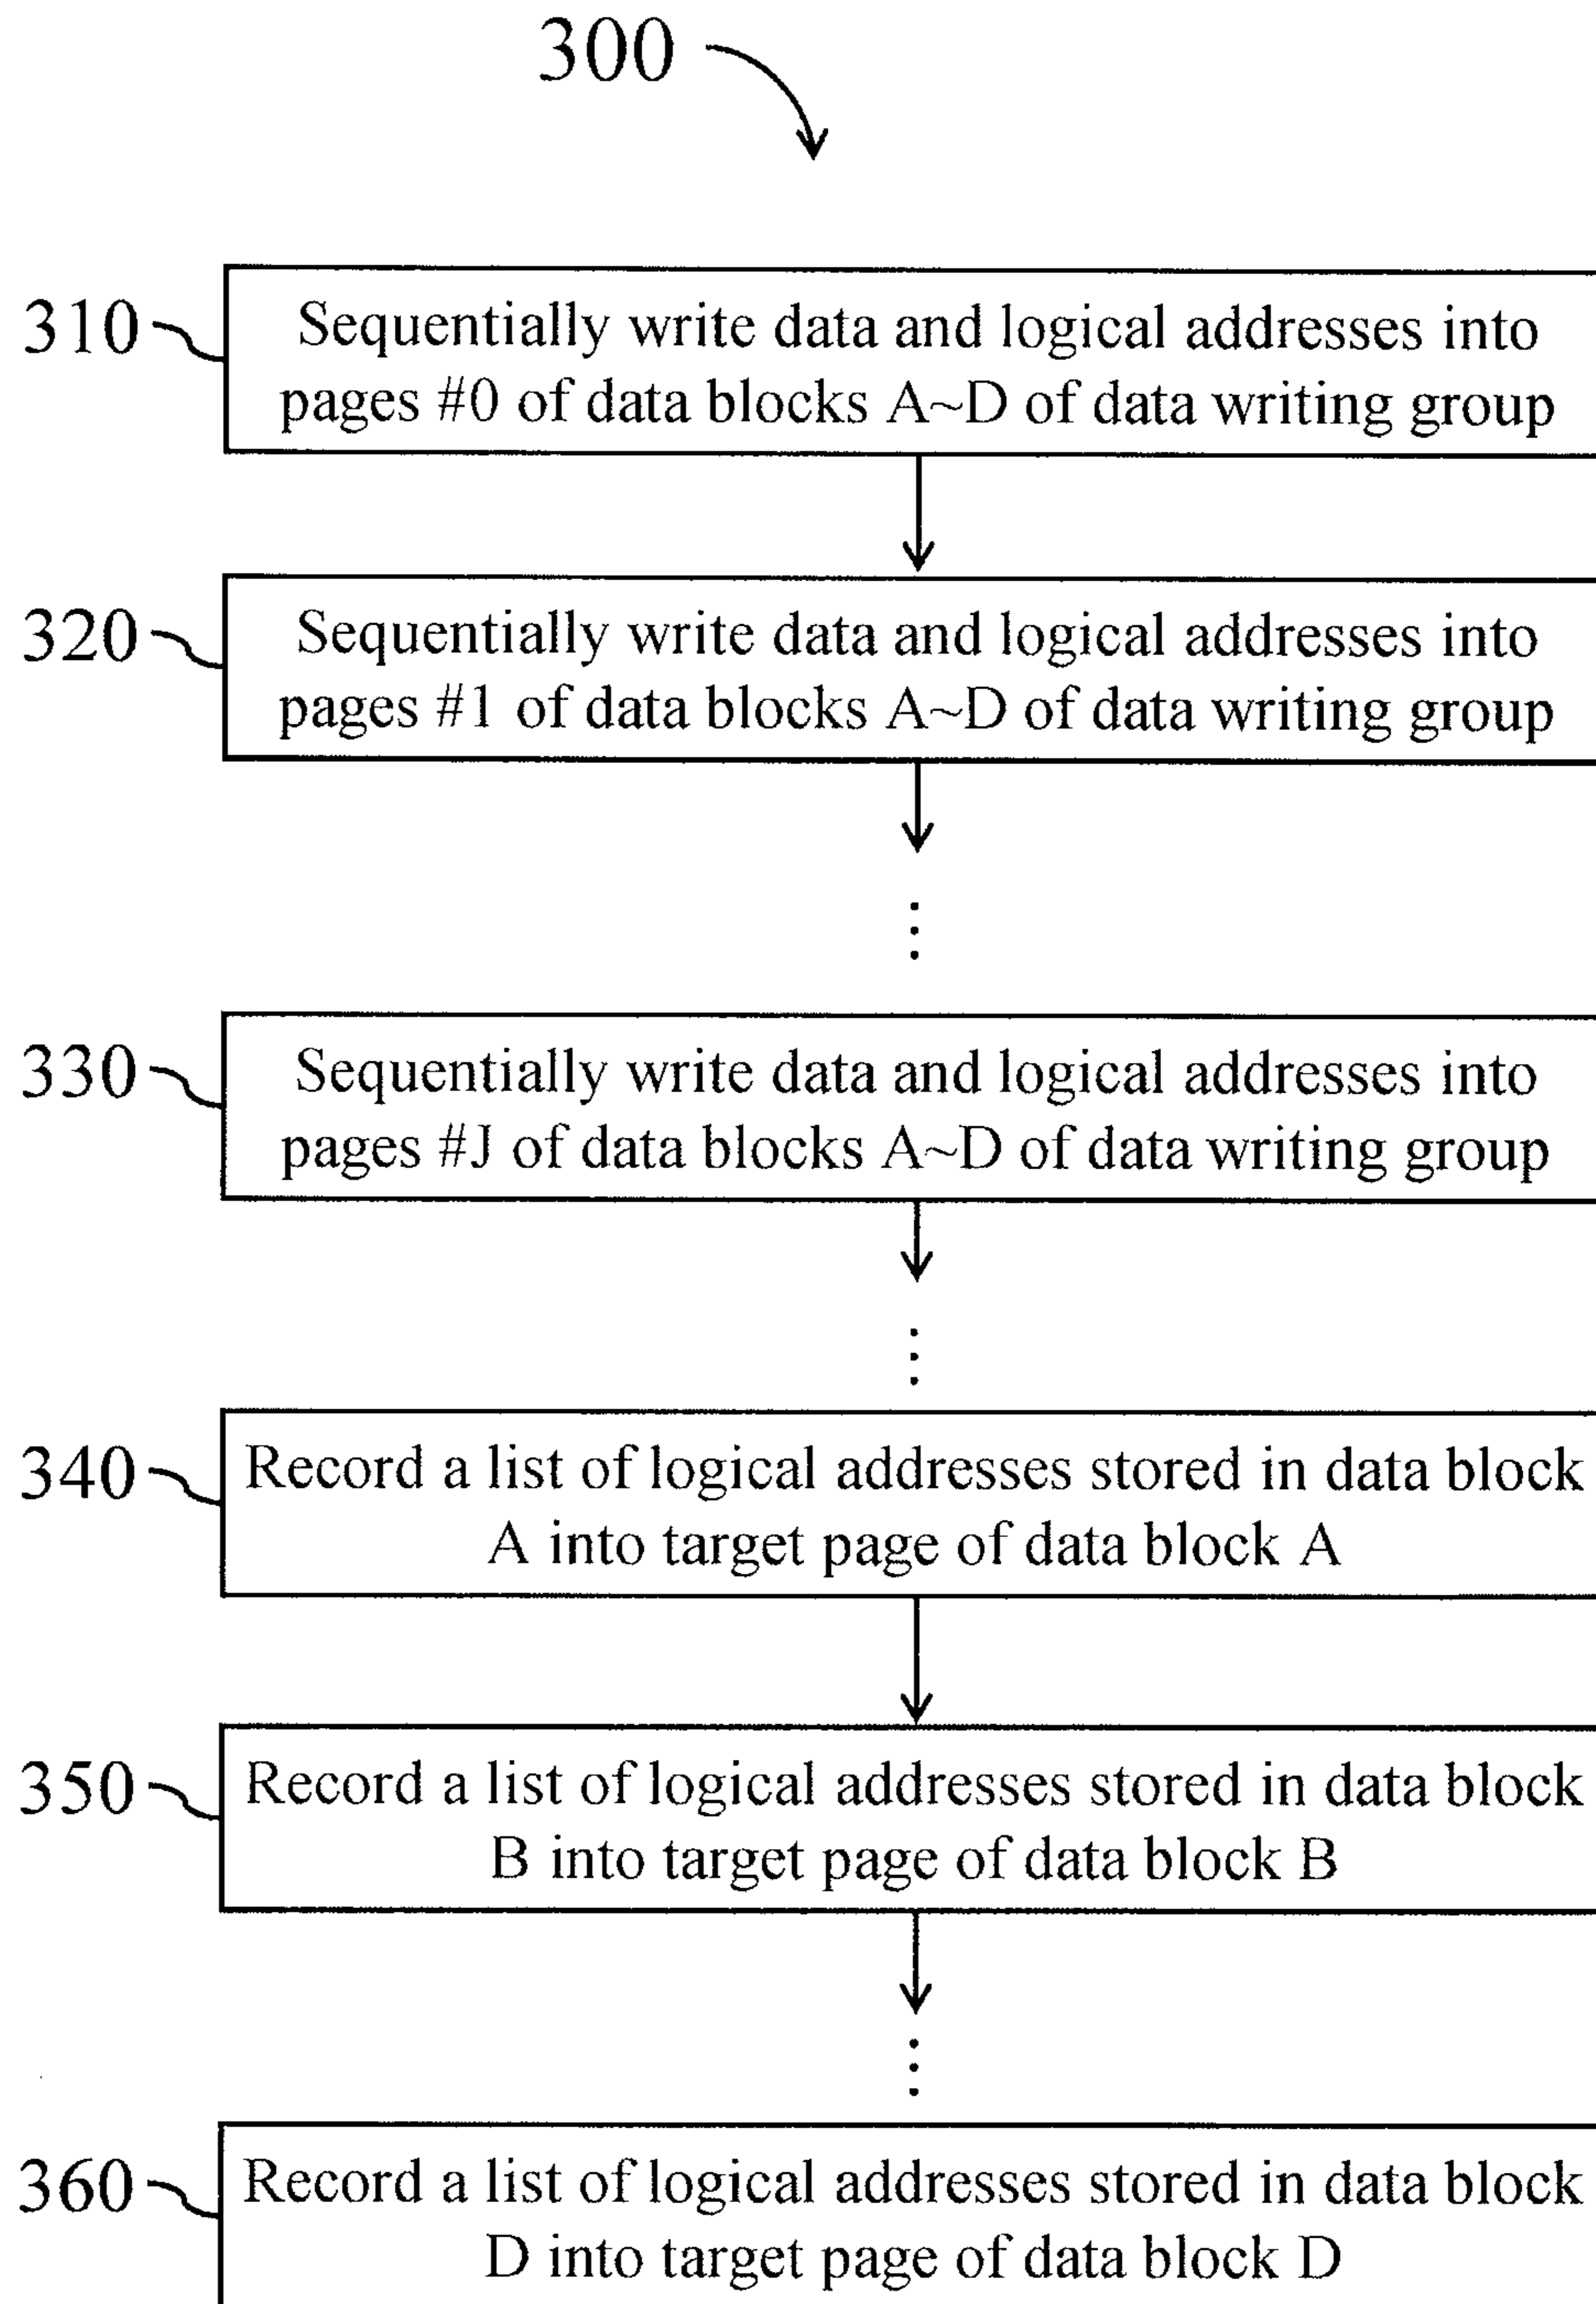 300
310
Sequentially write data and logical addresses into
pages #0 of data blocks A~D of data writing group
320
Sequentially write data and logical addresses into
pages #1 of data blocks A~D of data writing group
⋮
330
Sequentially write data and logical addresses into
pages #J of data blocks A~D of data writing group
⋮
340
Record a list of logical addresses stored in data block
A into target page of data block A
350
Record a list of logical addresses stored in data block
B into target page of data block B
⋮
360
Record a list of logical addresses stored in data block
D into target page of data block D